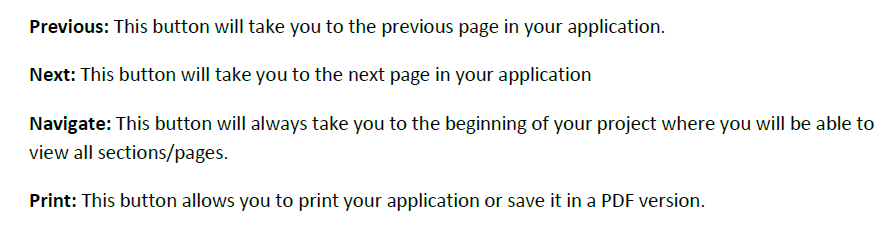 Previous: This button will take you to the previous page in your application.
Next: This button will take you to the next page in your application
Navigate: This button will always take you to the beginning of your project where you will be able to
view all sections/pages.
Print: This button allows you to print your application or save it in a PDF version.